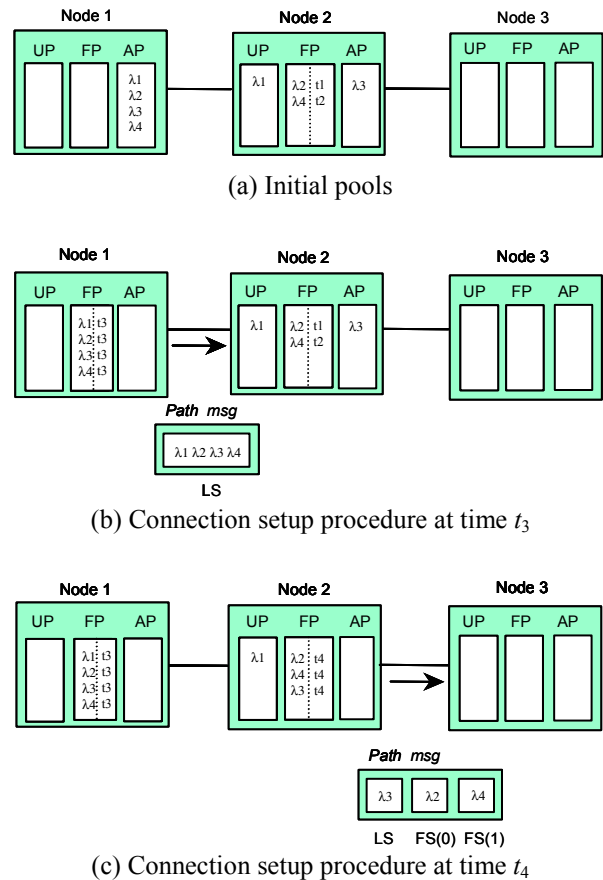 Node 1 Node 2 Node 3
UP FP AP UP FP AP UP FP AP
λ1 λ1 λ2 t1 λ3
λ2 λ4 t2
λ3
λ4
(a) Initial pools
Node 1 Node 2 Node 3
UP FP AP UP FP AP UP FP AP
λ1 t3 λ1 λ2 t1 λ3
λ2 t3 λ4 t2
λ3 t3
λ4 t3
Path msg
λ1 λ2 λ3 λ4
LS
(b) Connection setup procedure at time t3
Node 1 Node 2 Node 3
UP FP AP UP FP AP UP FP AP
λ1 t3 λ1 λ2 t4
λ2 t3 λ4 t4
λ3 t3 λ3 t4
λ4 t3
Path msg
λ3 λ2 λ4
LS FS(0) FS(1)
(c) Connection setup procedure at time t4